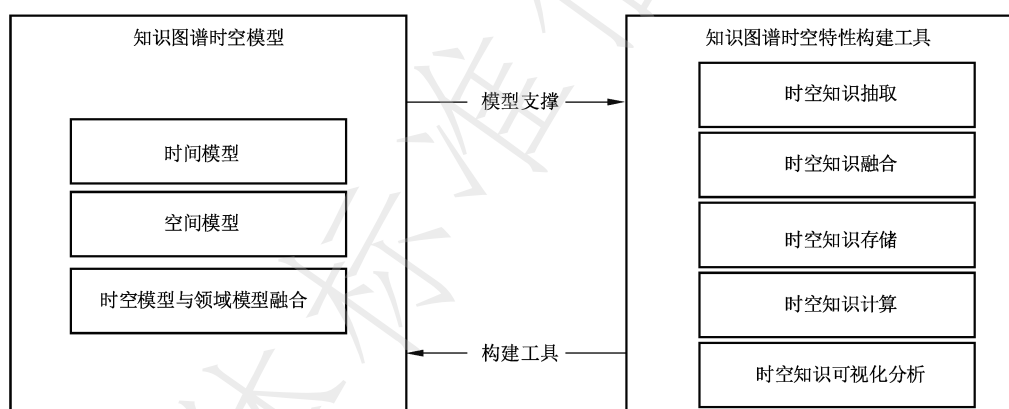 知识图谱时空模型
时间模型
空间模型
时空模型与领域模型融合
模型支撑
构建工具
知识图谱时空特性构建工具
时空知识抽取
时空知识融合
时空知识存储
时空知识计算
时空知识可视化分析